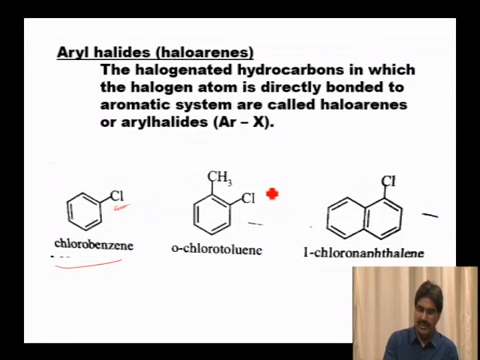 Aryl halides (haloarenes)
The halogenated hydrocarbons in which
the halogen atom is directly bonded to
aromatic system are called haloarenes
or arylhalides (Ar – X).
CH3
Cl
Cl
Cl
chlorobenzene
o-chlorotoluene
1-chloronaphthalene